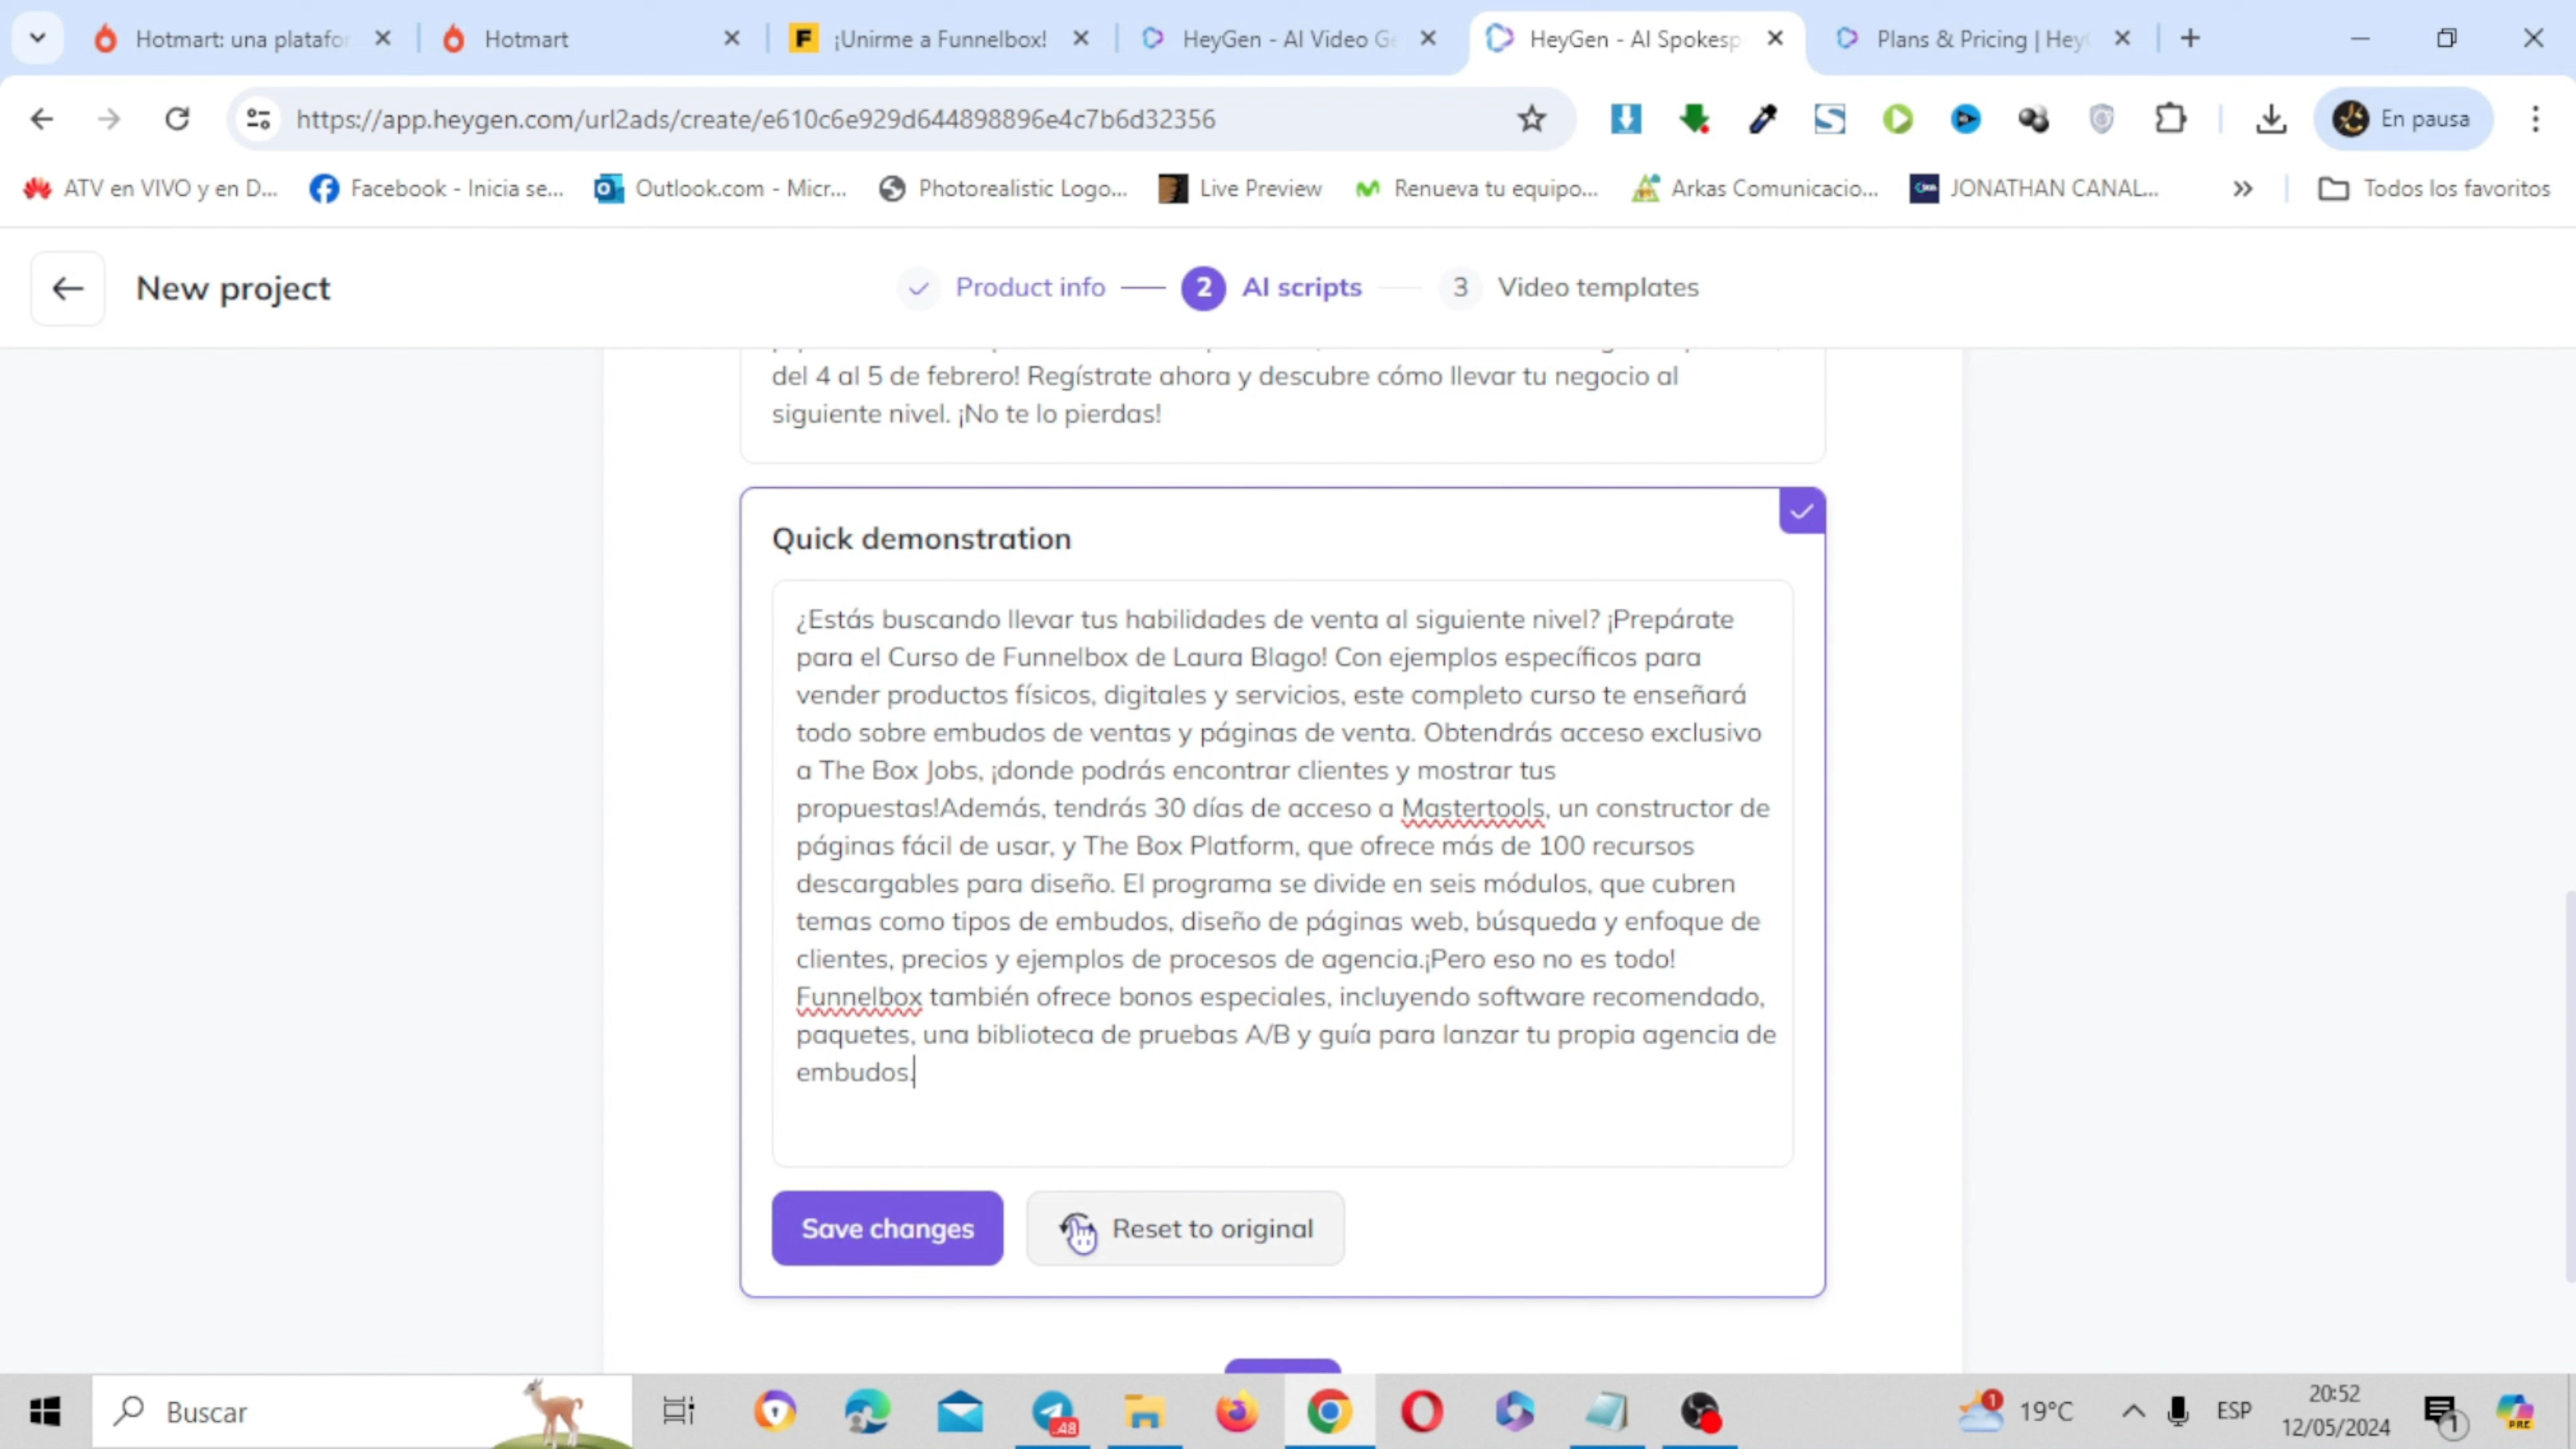 Hotmart: una platafor
Hotmart
¡Unirme a Funnelbox!
HeyGen - AI Video Ge
HeyGen - AI Spokesp
Plans & Pricing | Hey
https://app.heygen.com/url2ads/create/e610c6e929d644898896e4c7b6d32356
En pausa
ATV en VIVO y en D...
Facebook - Inicia se...
Outlook.com - Micr...
Photorealistic Logo...
Live Preview
Renueva tu equipo...
Arkas Comunicacio...
JONATHAN CANAL...
Todos los favoritos
New project
Product info
2 AI scripts
3 Video templates
del 4 al 5 de febrero! Regístrate ahora y descubre cómo llevar tu negocio al
siguiente nivel. ¡No te lo pierdas!
Quick demonstration
¿Estás buscando llevar tus habilidades de venta al siguiente nivel? ¡Prepárate
para el Curso de Funnelbox de Laura Blago! Con ejemplos específicos para
vender productos físicos, digitales y servicios, este completo curso te enseñará
todo sobre embudos de ventas y páginas de venta. Obtendrás acceso exclusivo
a The Box Jobs, ¡donde podrás encontrar clientes y mostrar tus
propuestas!Además, tendrás 30 días de acceso a Mastertools, un constructor de
páginas fácil de usar, y The Box Platform, que ofrece más de 100 recursos
descargables para diseño. El programa se divide en seis módulos, que cubren
temas como tipos de embudos, diseño de páginas web, búsqueda y enfoque de
clientes, precios y ejemplos de procesos de agencia.¡Pero eso no es todo!
Funnelbox también ofrece bonos especiales, incluyendo software recomendado,
paquetes, una biblioteca de pruebas A/B y guía para lanzar tu propia agencia de
embudos.
Save changes
Reset to original
Buscar
48
1
19°C
ESP
20:52
12/05/2024
1
PRE